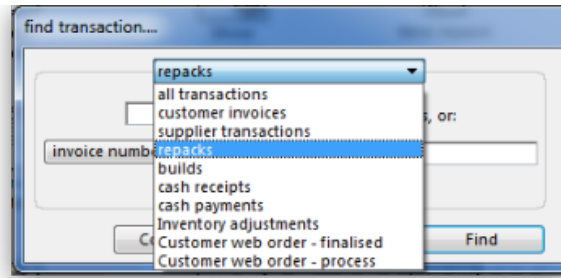 find transaction....
repacks
all transactions
customer invoices
supplier transactions
, or:
repacks
invoice numb
builds
cash receipts
cash payments
Inventory adjustments
Customer web order - finalised
Find
Customer web order - process